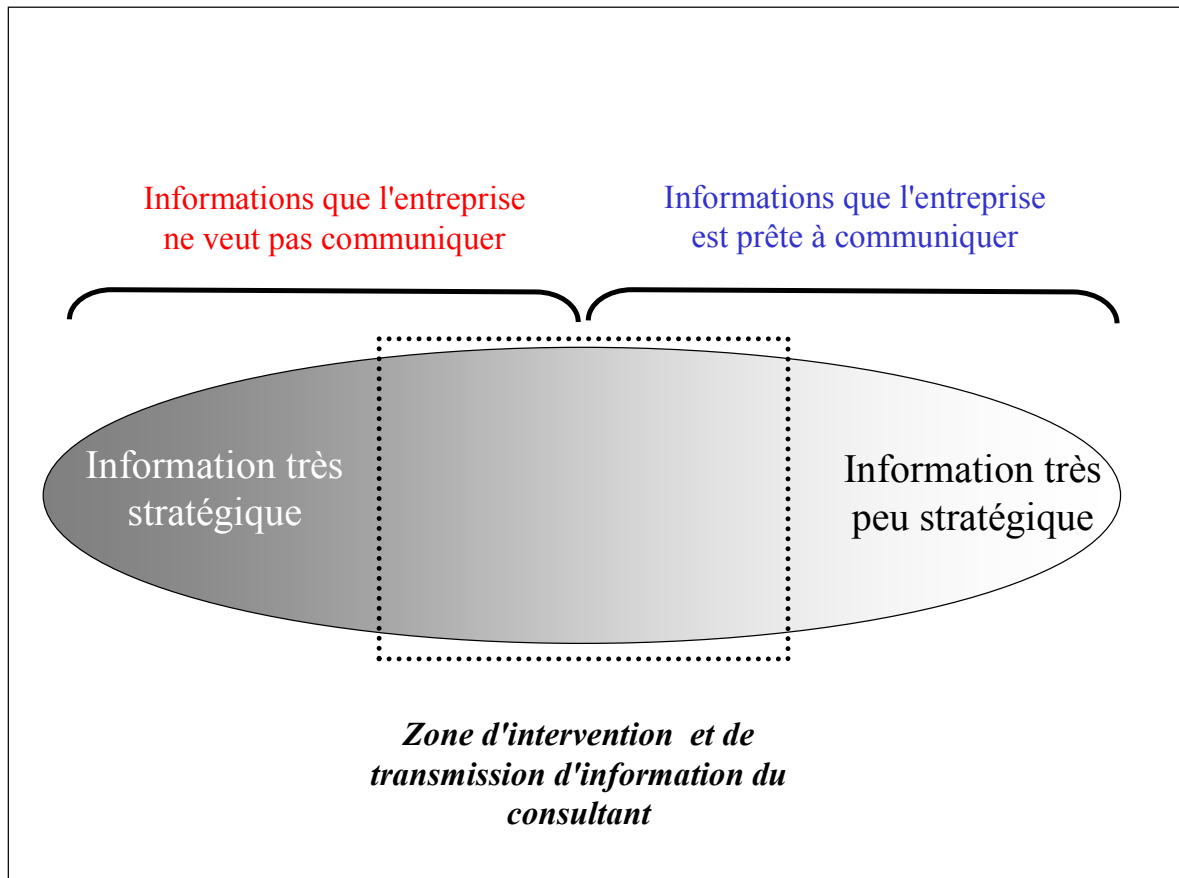 Informations que l'entreprise
ne veut pas communiquer
Informations que l'entreprise
est prête à communiquer
Information très
stratégique
Information très
peu stratégique
Zone d'intervention et de
transmission d'information du
consultant